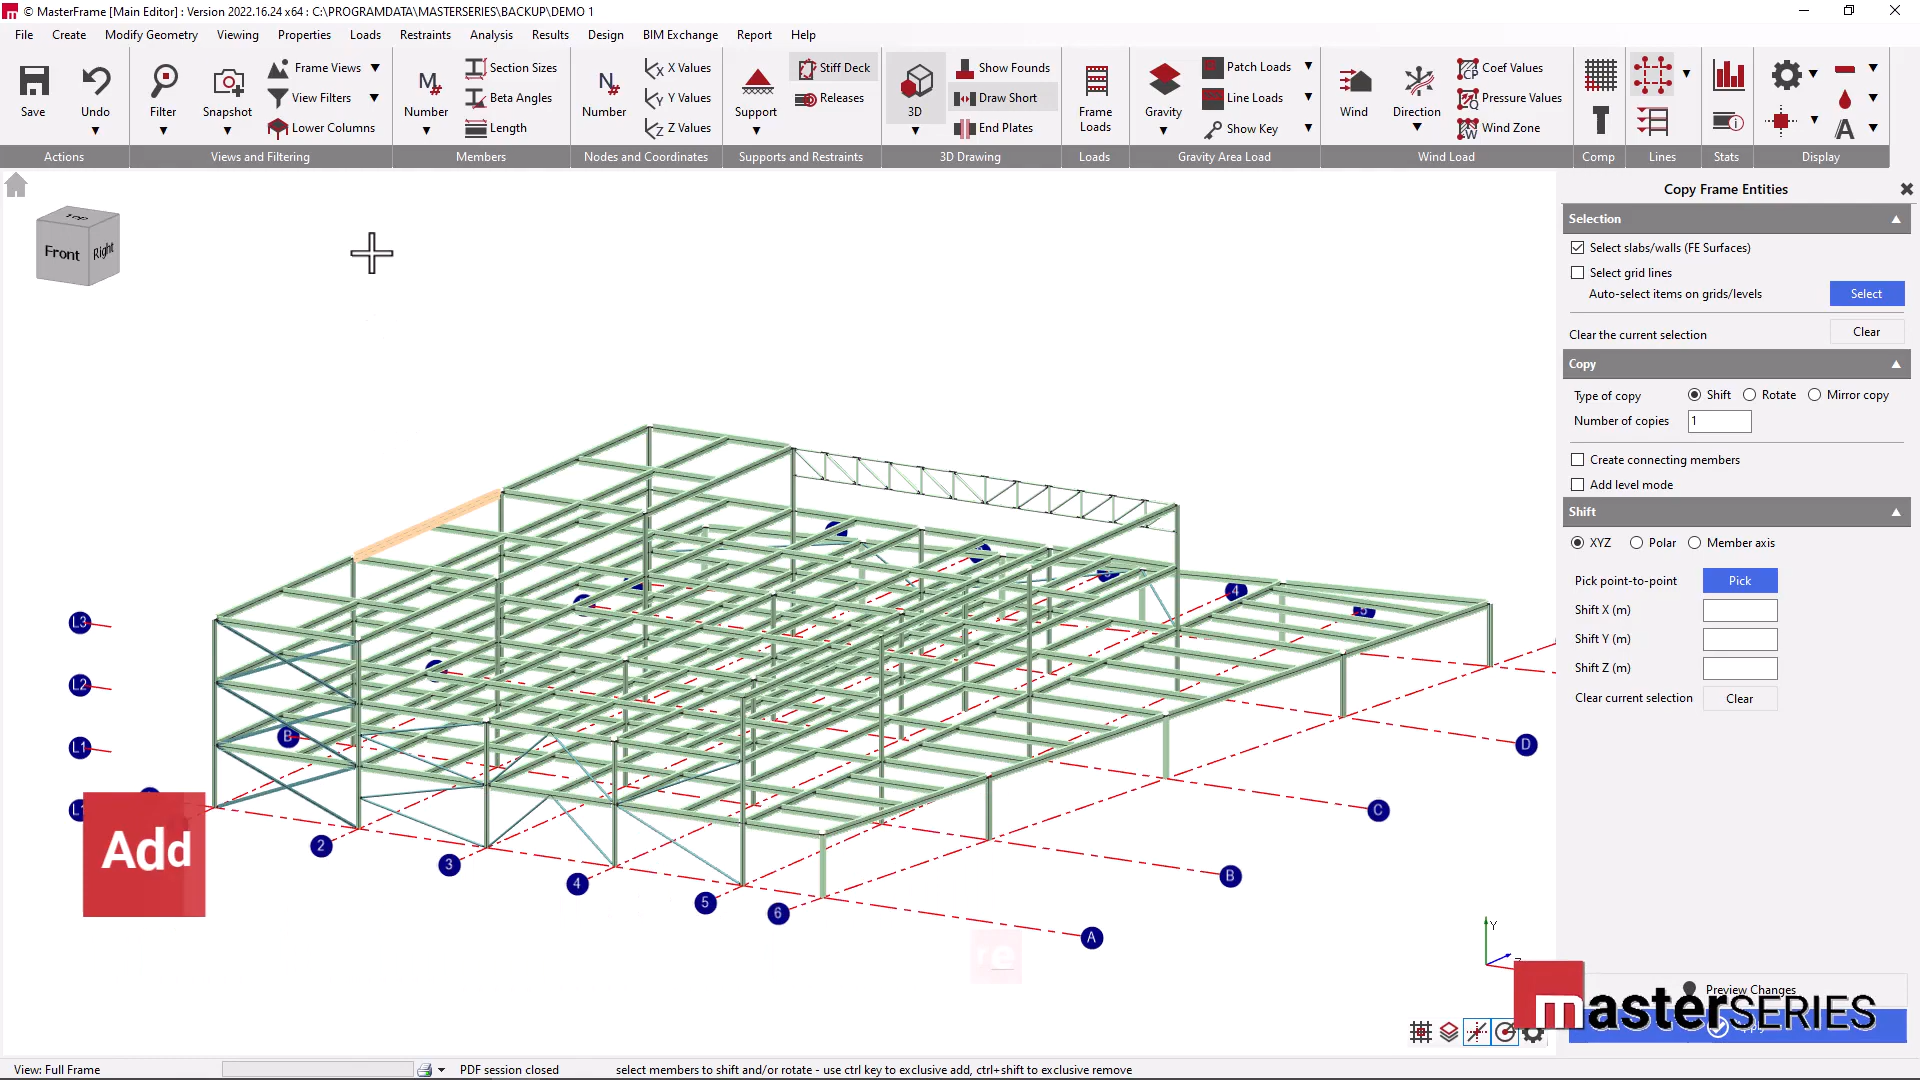 © MasterFrame [Main Editor] : Version 2022.16.24 x64 : C:\PROGRAMDATA\MASTERSERIES\BACKUP\DEMO 1
File Create Modify Geometry Viewing Properties Loads Restraints Analysis Results Design BIM Exchange Report Help
Save Undo Filter Snapshot Frame Views View Filters Lower Columns
Number Section Sizes Beta Angles Length
Number X Values Y Values Z Values
Support Stiff Deck Releases
3D Show Founds Draw Short End Plates
Frame Loads
Gravity Patch Loads Line Loads Show Key
Wind Direction Coef Values Pressure Values Wind Zone
Actions Views and Filtering Members Nodes and Coordinates Supports and Restraints 3D Drawing Loads Gravity Area Load Wind Load Comp Lines Stats Display
Top
Front Right
Copy Frame Entities
Selection
Select slabs/walls (FE Surfaces)
Select grid lines
Auto-select items on grids/levels Select
Clear the current selection Clear
Copy
Type of copy Shift Rotate Mirror copy
Number of copies 1
Create connecting members
Add level mode
Shift
XYZ Polar Member axis
Pick point-to-point Pick
Shift X (m)
Shift Y (m)
Shift Z (m)
Clear current selection Clear
L3
L2
L1
4
5
B
D
C
B
A
2
3
4
5
6
Add
re
Y
Preview Changes
masterSERIES
View: Full Frame PDF session closed select members to shift and/or rotate - use ctrl key to exclusive add, ctrl+shift to exclusive remove